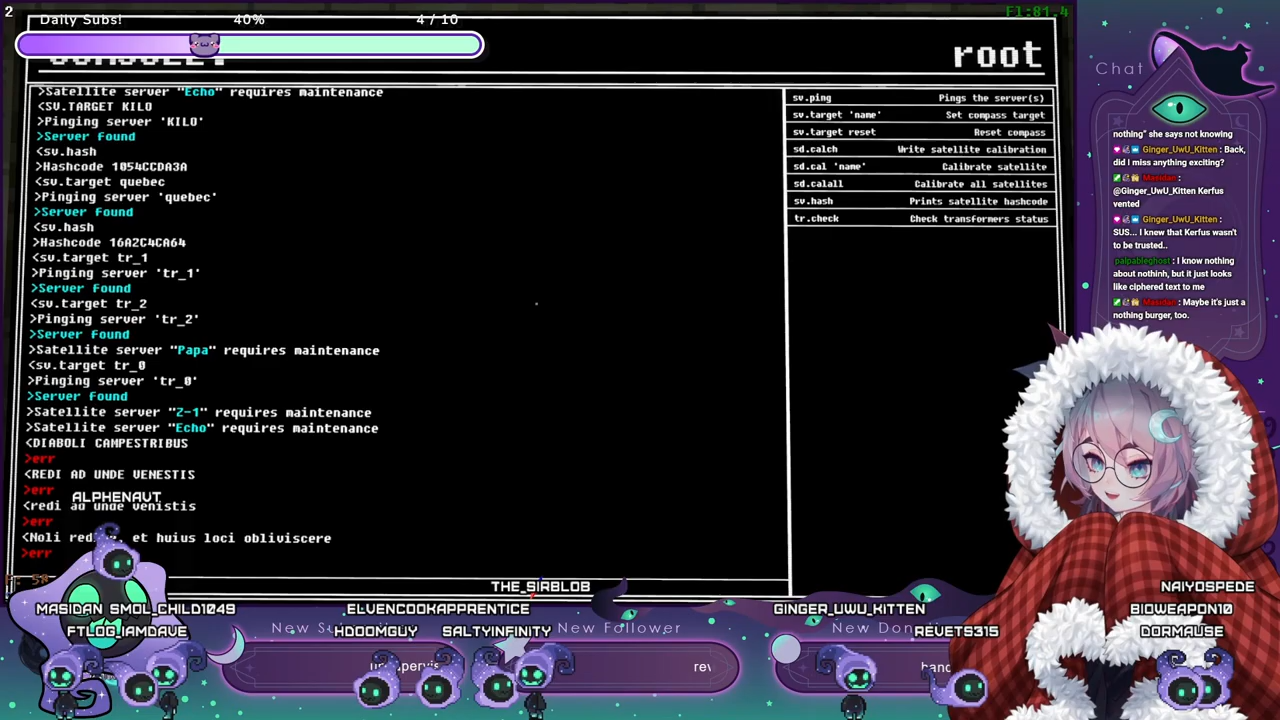 2
Daily Subs!
40%
4 / 10
FI:81.4
root
>Satellite server "Echo" requires maintenance
<SV.TARGET KILO
>Pinging server 'KILO'
>Server Found
<sv.hash
>Hashcode 1054CCDA3A
<sv.target quebec
>Pinging server 'quebec'
>Server Found
<sv.hash
>Hashcode 16A2C4CA64
<sv.target tr_1
>Pinging server 'tr_1'
>Server Found
<sv.target tr_2
>Pinging server 'tr_2'
>Server Found
>Satellite server "Papa" requires maintenance
<sv.target tr_0
>Pinging server 'tr_0'
>Server Found
>Satellite server "Z-1" requires maintenance
>Satellite server "Echo" requires maintenance
<DIABOLI CAMPESTRIBUS
>err
<REDI AD UNDE VENESTIS
>err
<redi ad unde venistis
>err
<Noli et huius loci obliviscere
>err
sv.ping Pings the server(s)
sv.target 'name' Set compass target
sv.target reset Reset compass
sd.calch Write satellite calibration
sd.cal 'name' Calibrate satellite
sd.calall Calibrate all satellites
sv.hash Prints satellite hashcode
tr.check Check transformers status
Chat
nothing" she says not knowing
Ginger_UwU_Kitten : Back,
did I miss anything exciting?
Masidan :
@Ginger_UwU_Kitten Kerfus
vented
Ginger_UwU_Kitten :
SUS... I knew that Kerfus wasn't
to be trusted..
palpableghost : I know nothing
about nothinh, but it just looks
like ciphered text to me
Masidan : Maybe it's just a
nothing burger, too.
ALPHENAUT
THE_SIRBLOB
NAIYOSPEDE
MASIDAN
SMOL_CHILD1049
ELVENCOOKAPPRENTICE
GINGER_UWU_KITTEN
BIOWEAPON10
FTLOG_IAMDAVE
New
HDOOMGUY
SALTYINFINITY
New Follower
New
REVETS315
DORMAUSE